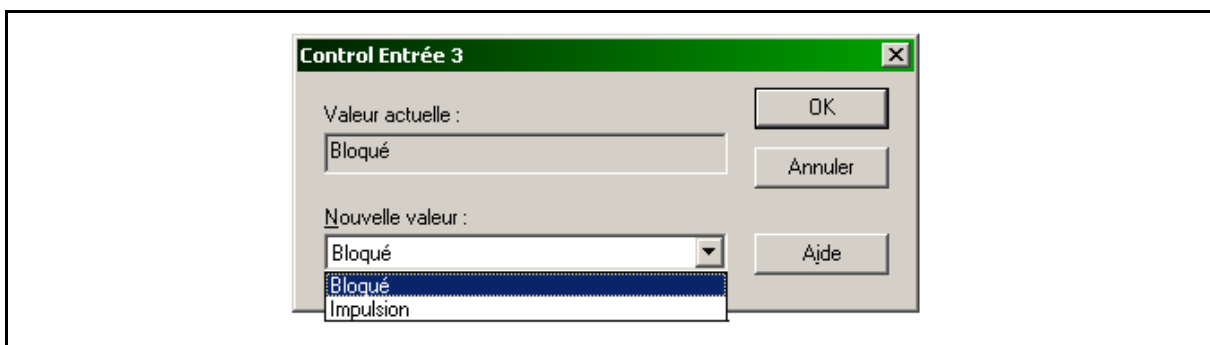 Control Entrée 3
Valeur actuelle :
Bloqué
OK
Annuler
Nouvelle valeur :
Bloqué
Aide
Bloqué
Impulsion